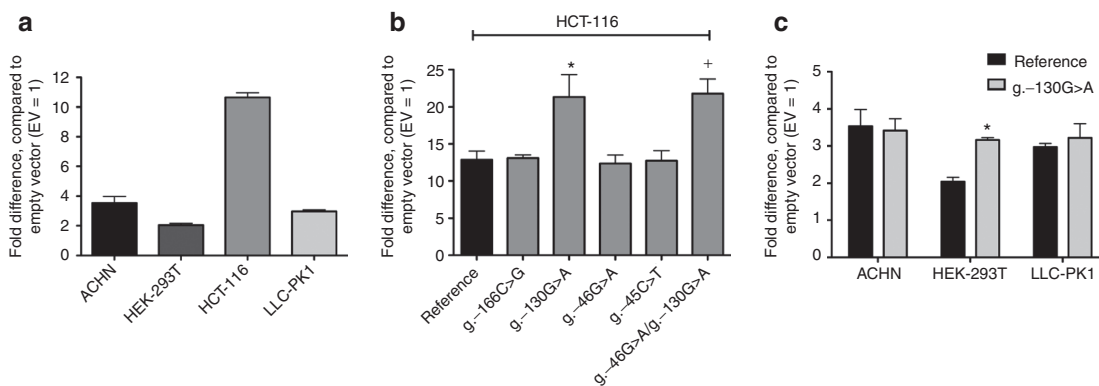 a
Fold difference, compared to
empty vector (EV = 1)
12
10
8
6
4
2
0
ACHN
HEK-293T
HCT-116
LLC-PK1
b
HCT-116
Fold difference, compared to
empty vector (EV = 1)
25
20
15
10
5
0
*
+
Reference
g.–166C>G
g.–130G>A
g.–46G>A
g.–45C>T
g.–46G>A/g.–130G>A
c
Reference
g.–130G>A
Fold difference, compared to
empty vector (EV = 1)
5
4
3
2
1
0
*
ACHN
HEK-293T
LLC-PK1